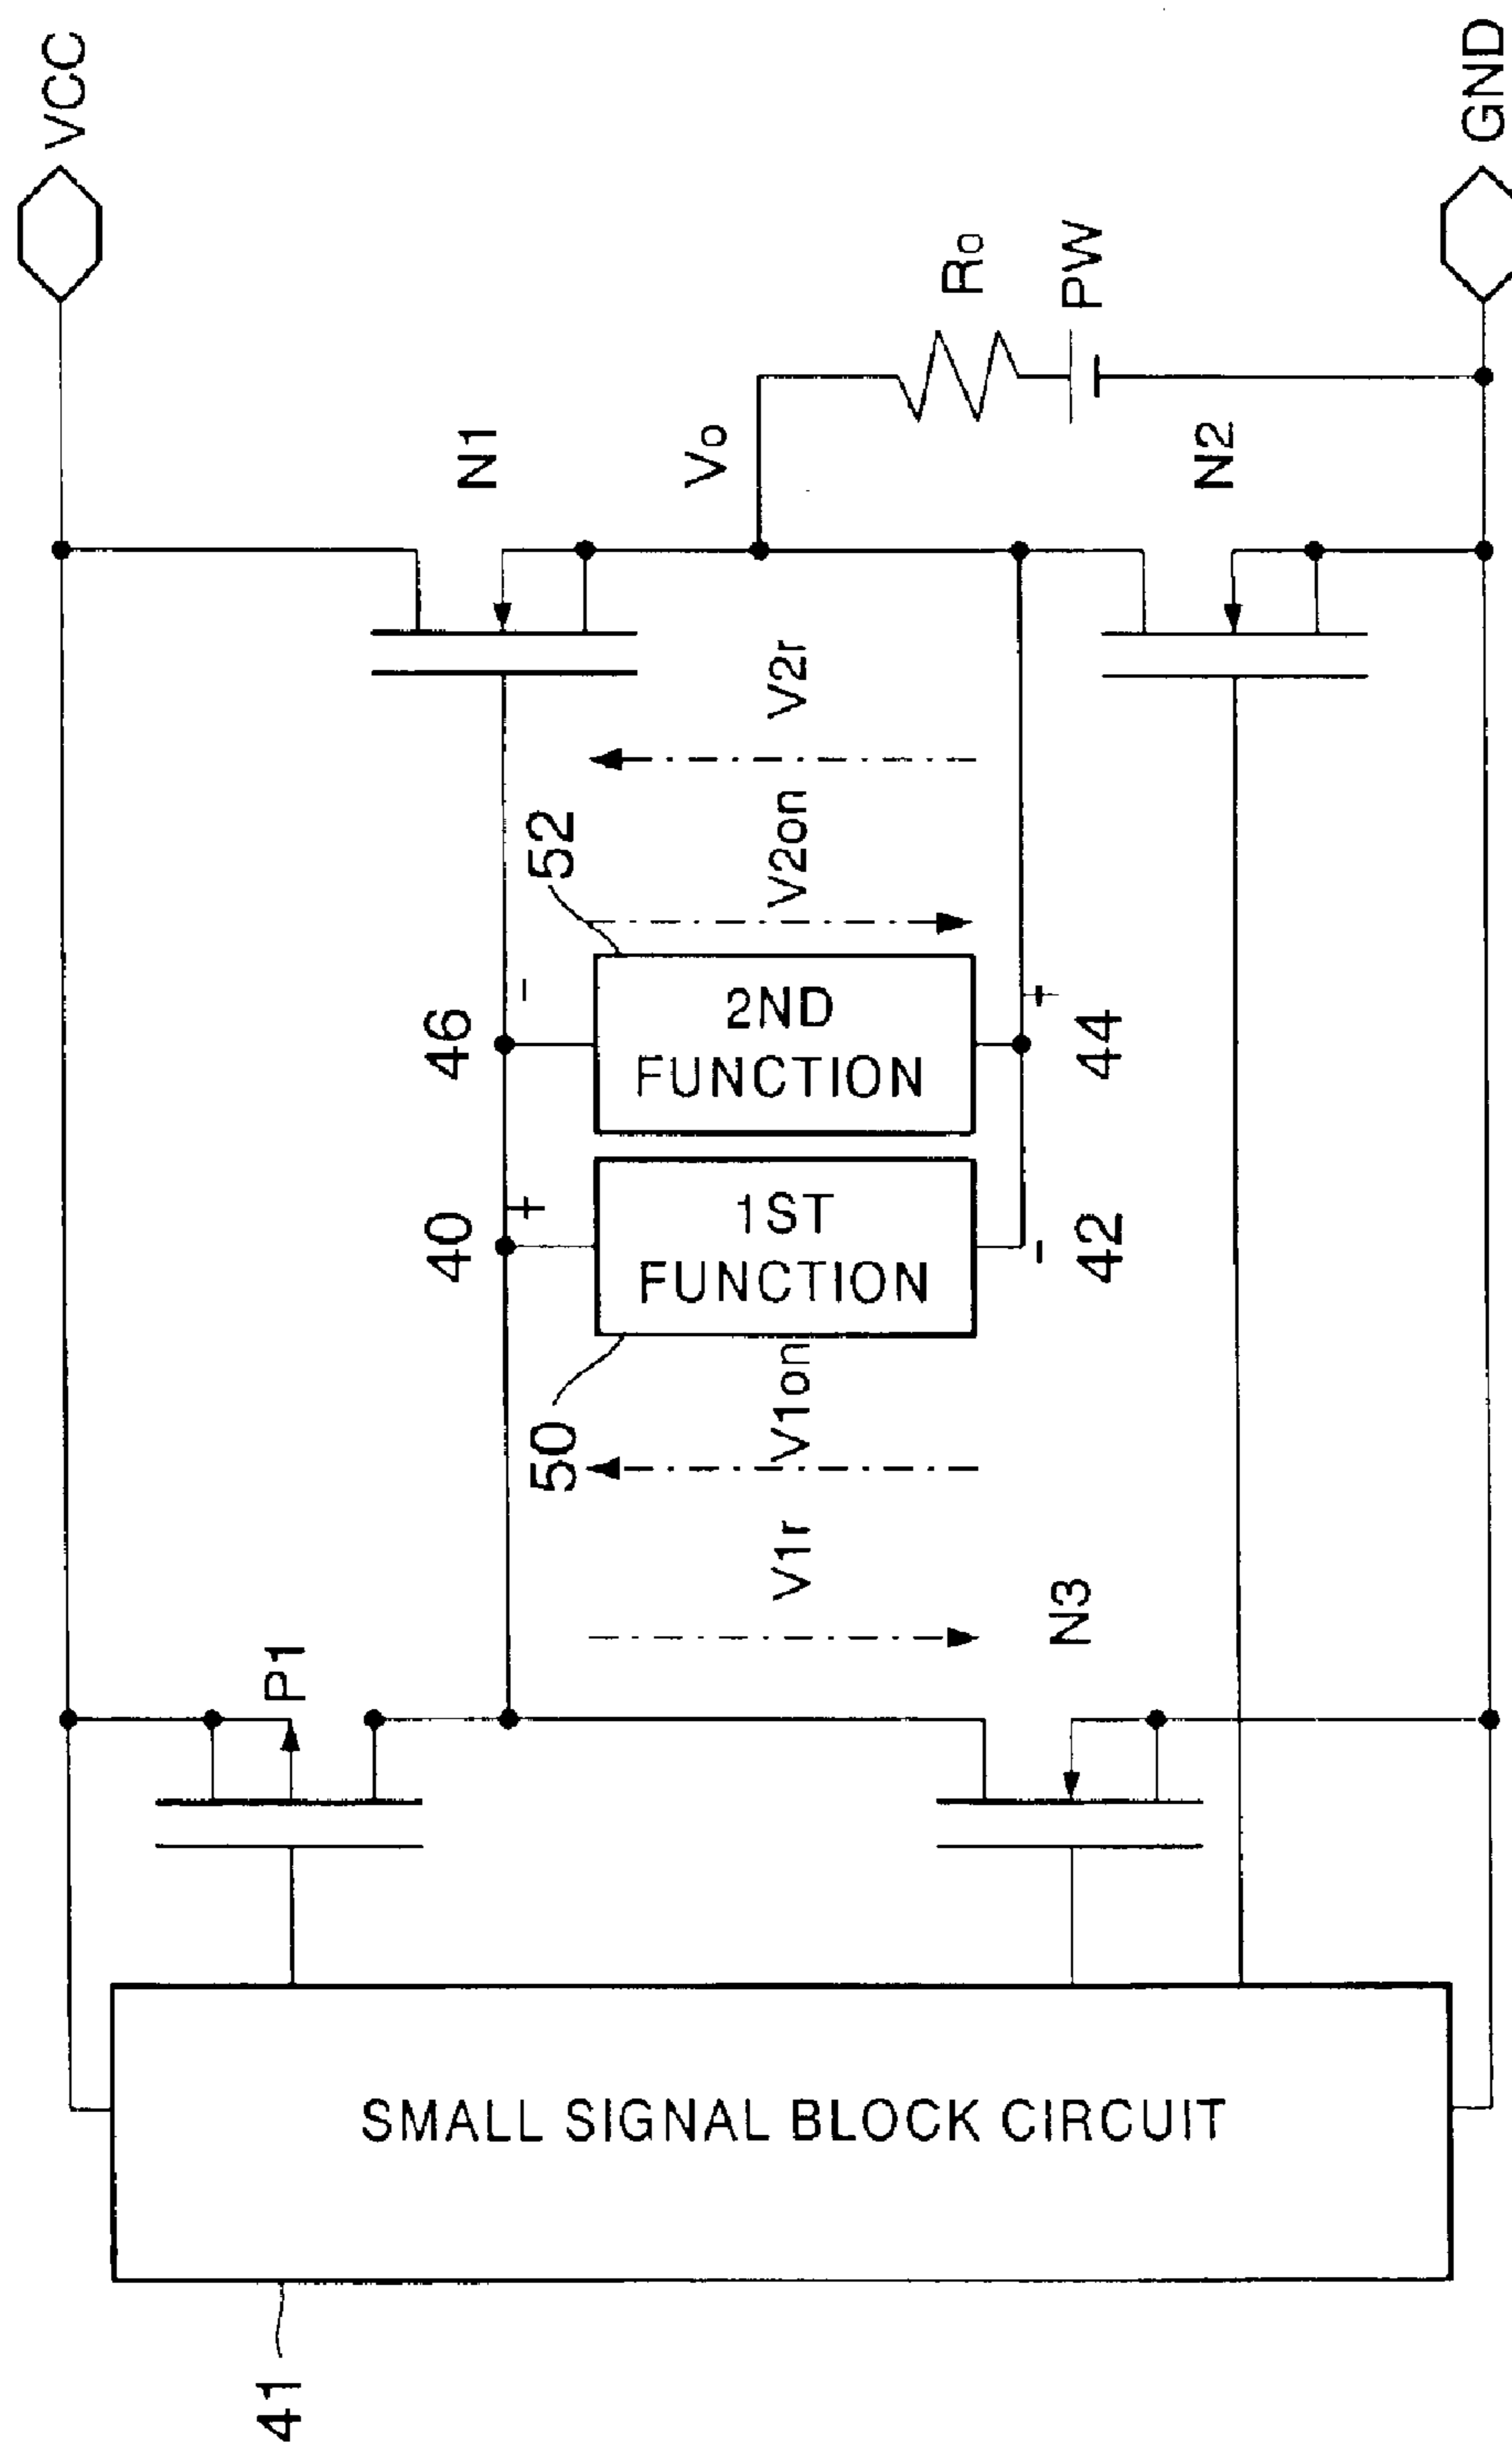 VCC
P1
N1
40
46
50
52
V1r
V1on
1ST
FUNCTION
2ND
FUNCTION
V2on
V2r
+
-
-
+
Vo
Ro
PW
42
44
N3
N2
SMALL SIGNAL BLOCK CIRCUIT
41
GND